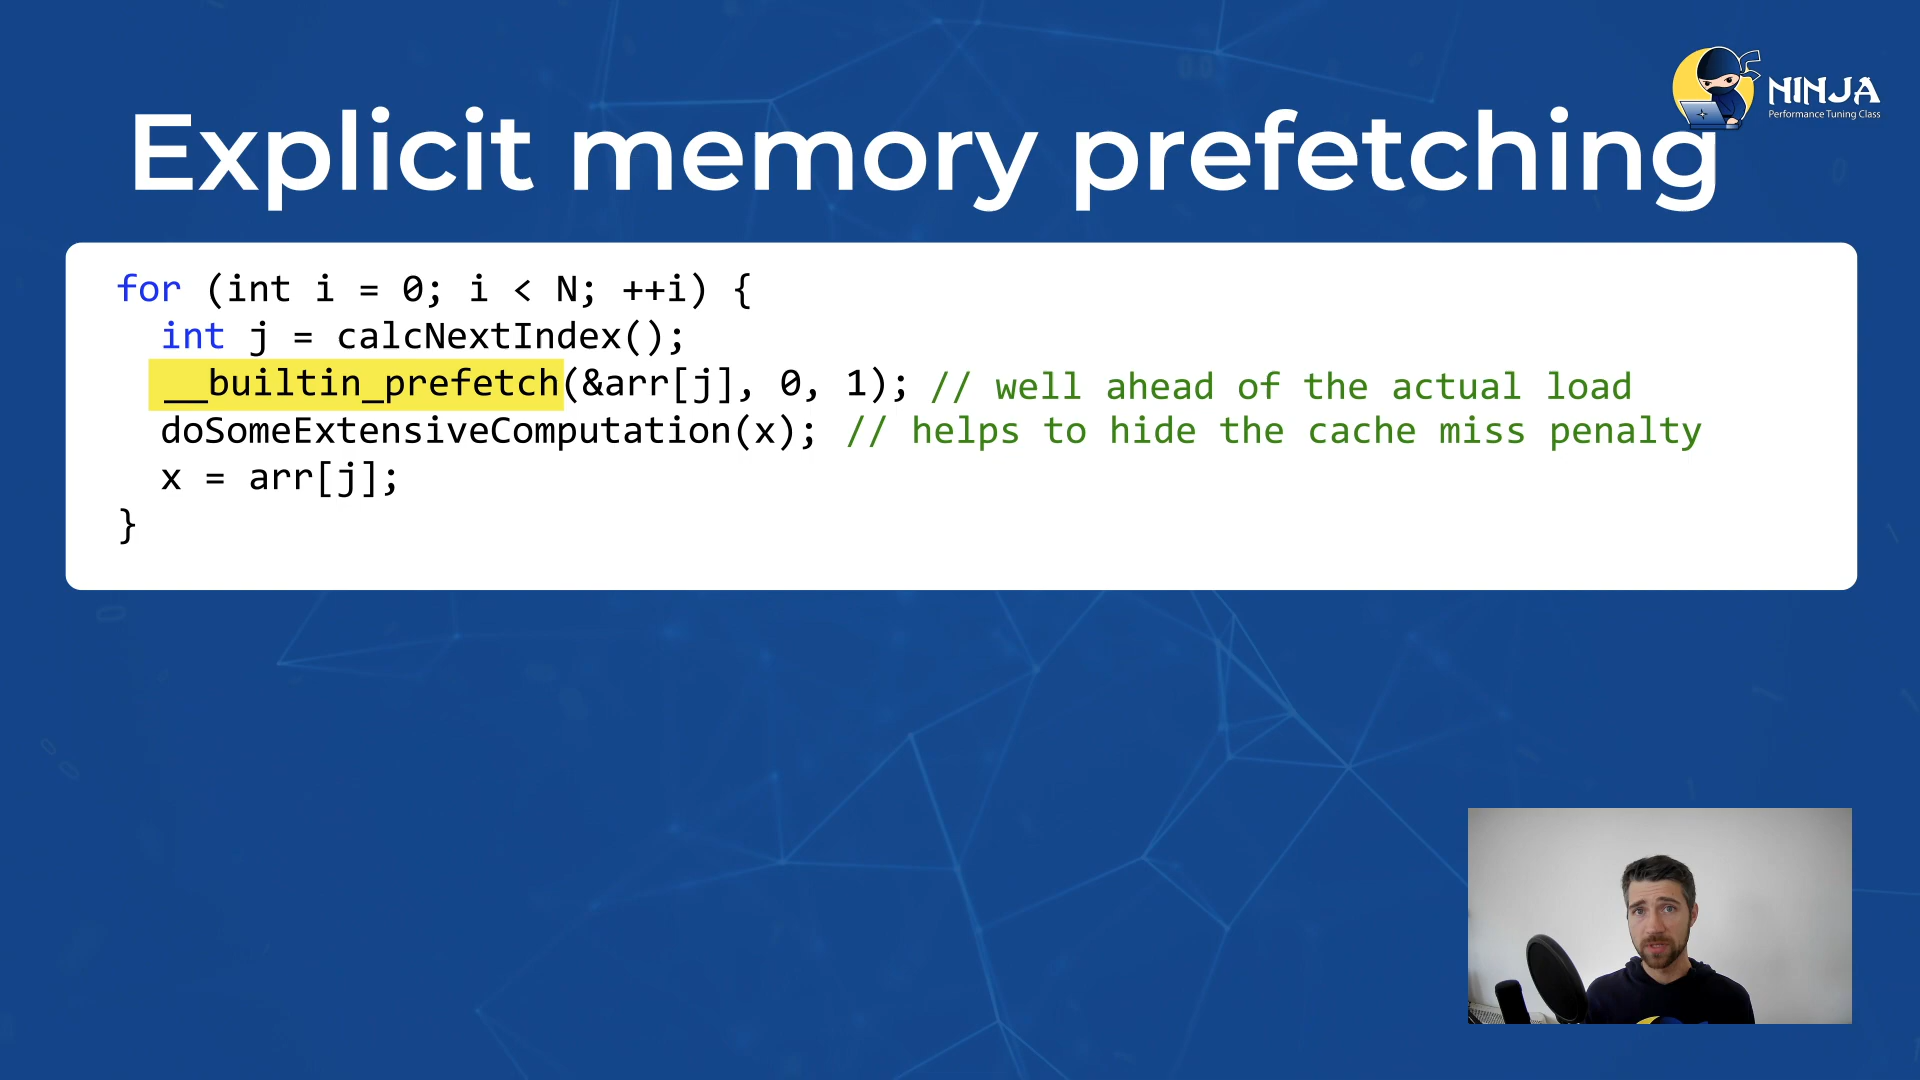 NINJA
Performance Tuning Class
Explicit memory prefetching
for (int i = 0; i < N; ++i) {
  int j = calcNextIndex();
  __builtin_prefetch(&arr[j], 0, 1); // well ahead of the actual load
  doSomeExtensiveComputation(x); // helps to hide the cache miss penalty
  x = arr[j];
}